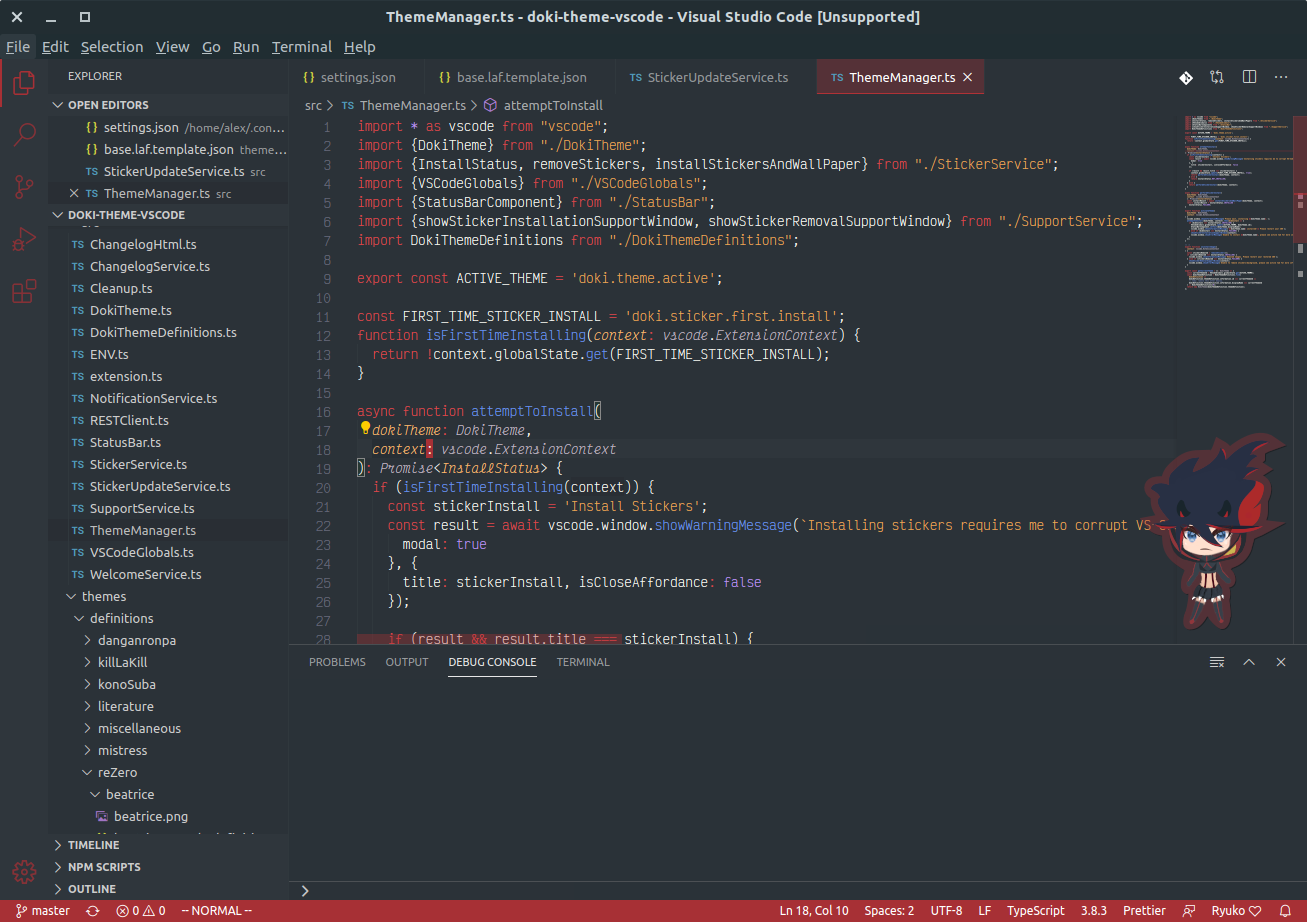 ThemeManager.ts - doki-theme-vscode - Visual Studio Code [Unsupported]
File Edit Selection View Go Run Terminal Help
EXPLORER
OPEN EDITORS
{ } settings.json /home/alex/.con...
{ } base.laf.template.json theme...
TS StickerUpdateService.ts src
TS ThemeManager.ts src
DOKI-THEME-VSCODE
TS ChangelogHtml.ts
TS ChangelogService.ts
TS Cleanup.ts
TS DokiTheme.ts
TS DokiThemeDefinitions.ts
TS ENV.ts
TS extension.ts
TS NotificationService.ts
TS RESTClient.ts
TS StatusBar.ts
TS StickerService.ts
TS StickerUpdateService.ts
TS SupportService.ts
TS ThemeManager.ts
TS VSCodeGlobals.ts
TS WelcomeService.ts
themes
definitions
danganronpa
killLaKill
konoSuba
literature
miscellaneous
mistress
reZero
beatrice
beatrice.png
TIMELINE
NPM SCRIPTS
OUTLINE
{ } settings.json { } base.laf.template.json TS StickerUpdateService.ts TS ThemeManager.ts
src > TS ThemeManager.ts > attemptToInstall
1 import * as vscode from "vscode";
2 import {DokiTheme} from "./DokiTheme";
3 import {InstallStatus, removeStickers, installStickersAndWallPaper} from "./StickerService";
4 import {VSCodeGlobals} from "./VSCodeGlobals";
5 import {StatusBarComponent} from "./StatusBar";
6 import {showStickerInstallationSupportWindow, showStickerRemovalSupportWindow} from "./SupportService";
7 import DokiThemeDefinitions from "./DokiThemeDefinitions";
8
9 export const ACTIVE_THEME = 'doki.theme.active';
10
11 const FIRST_TIME_STICKER_INSTALL = 'doki.sticker.first.install';
12 function isFirstTimeInstalling(context: vscode.ExtensionContext) {
13 return !context.globalState.get(FIRST_TIME_STICKER_INSTALL);
14 }
15
16 async function attemptToInstall(
17 dokiTheme: DokiTheme,
18 context: vscode.ExtensionContext
19 ): Promise<InstallStatus> {
20 if (isFirstTimeInstalling(context)) {
21 const stickerInstall = 'Install Stickers';
22 const result = await vscode.window.showWarningMessage(`Installing stickers requires me to corrupt VS
23 modal: true
24 }, {
25 title: stickerInstall, isCloseAffordance: false
26 });
27
28 if (result && result.title === stickerInstall) {
PROBLEMS OUTPUT DEBUG CONSOLE TERMINAL
master 0 0 -- NORMAL -- Ln 18, Col 10 Spaces: 2 UTF-8 LF TypeScript 3.8.3 Prettier Ryuko